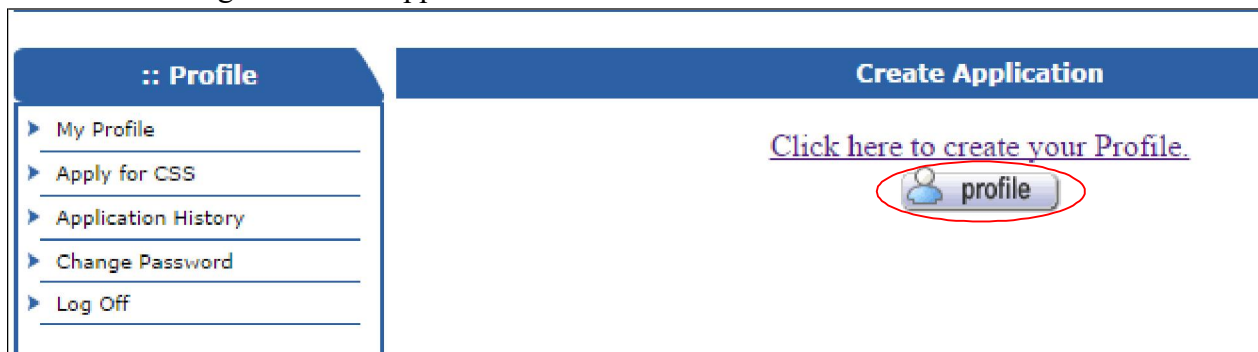 :: Profile
My Profile
Apply for CSS
Application History
Change Password
Log Off
Create Application
Click here to create your Profile.
profile